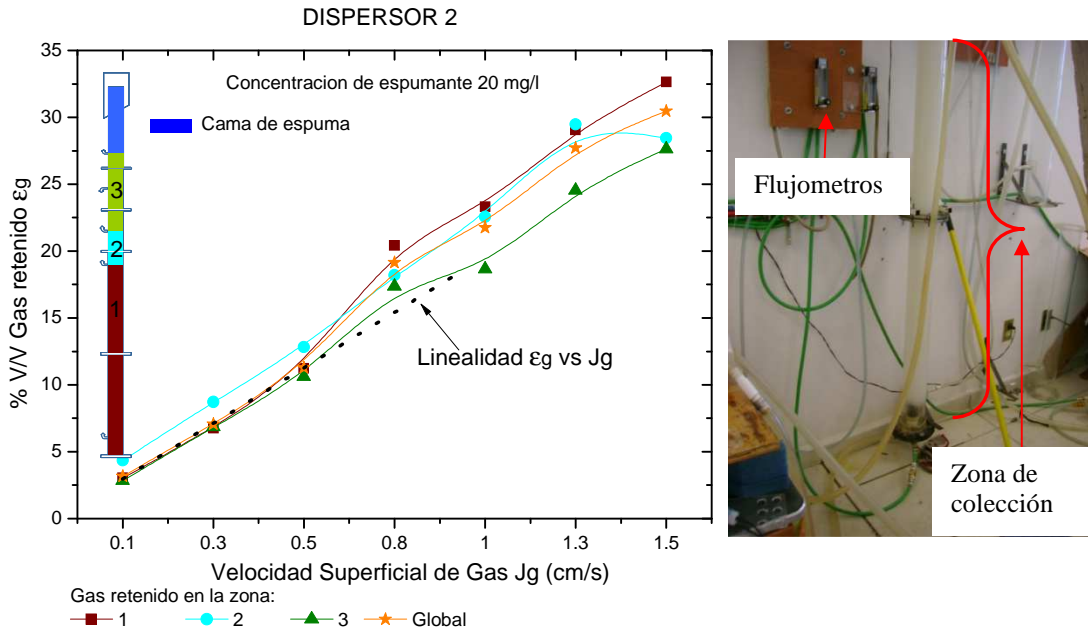 DISPERSOR 2
35
30
25
20
15
10
5
0
% V/V Gas retenido εg
Concentracion de espumante 20 mg/l
Cama de espuma
3
2
1
Linealidad εg vs Jg
0.1 0.3 0.5 0.8 1 1.3 1.5
Velocidad Superficial de Gas Jg (cm/s)
Gas retenido en la zona:
1 2 3 Global
Flujometros
Zona de
colección